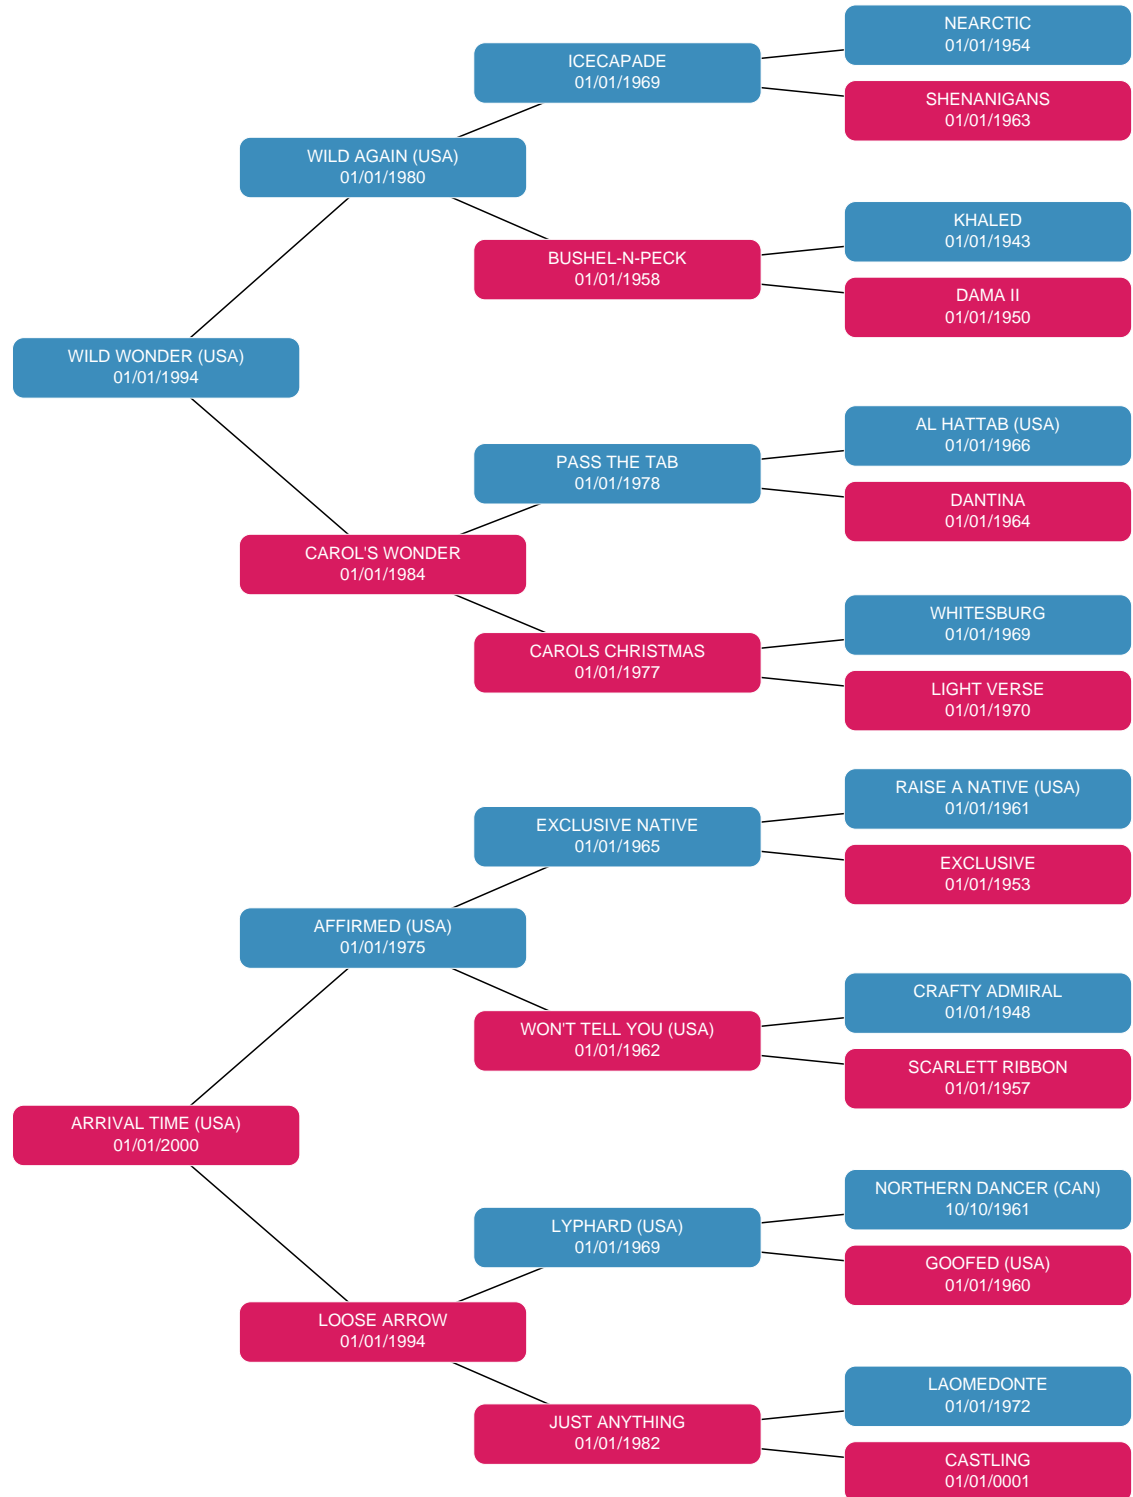 NEARCTIC
01/01/1954
ICECAPADE
01/01/1969
SHENANIGANS
01/01/1963
WILD AGAIN (USA)
01/01/1980
KHALED
01/01/1943
BUSHEL-N-PECK
01/01/1958
DAMA II
01/01/1950
WILD WONDER (USA)
01/01/1994
AL HATTAB (USA)
01/01/1966
PASS THE TAB
01/01/1978
DANTINA
01/01/1964
CAROL'S WONDER
01/01/1984
WHITESBURG
01/01/1969
CAROLS CHRISTMAS
01/01/1977
LIGHT VERSE
01/01/1970
RAISE A NATIVE (USA)
01/01/1961
EXCLUSIVE NATIVE
01/01/1965
EXCLUSIVE
01/01/1953
AFFIRMED (USA)
01/01/1975
CRAFTY ADMIRAL
01/01/1948
WON'T TELL YOU (USA)
01/01/1962
SCARLETT RIBBON
01/01/1957
ARRIVAL TIME (USA)
01/01/2000
NORTHERN DANCER (CAN)
10/10/1961
LYPHARD (USA)
01/01/1969
GOOFED (USA)
01/01/1960
LOOSE ARROW
01/01/1994
LAOMEDONTE
01/01/1972
JUST ANYTHING
01/01/1982
CASTLING
01/01/0001